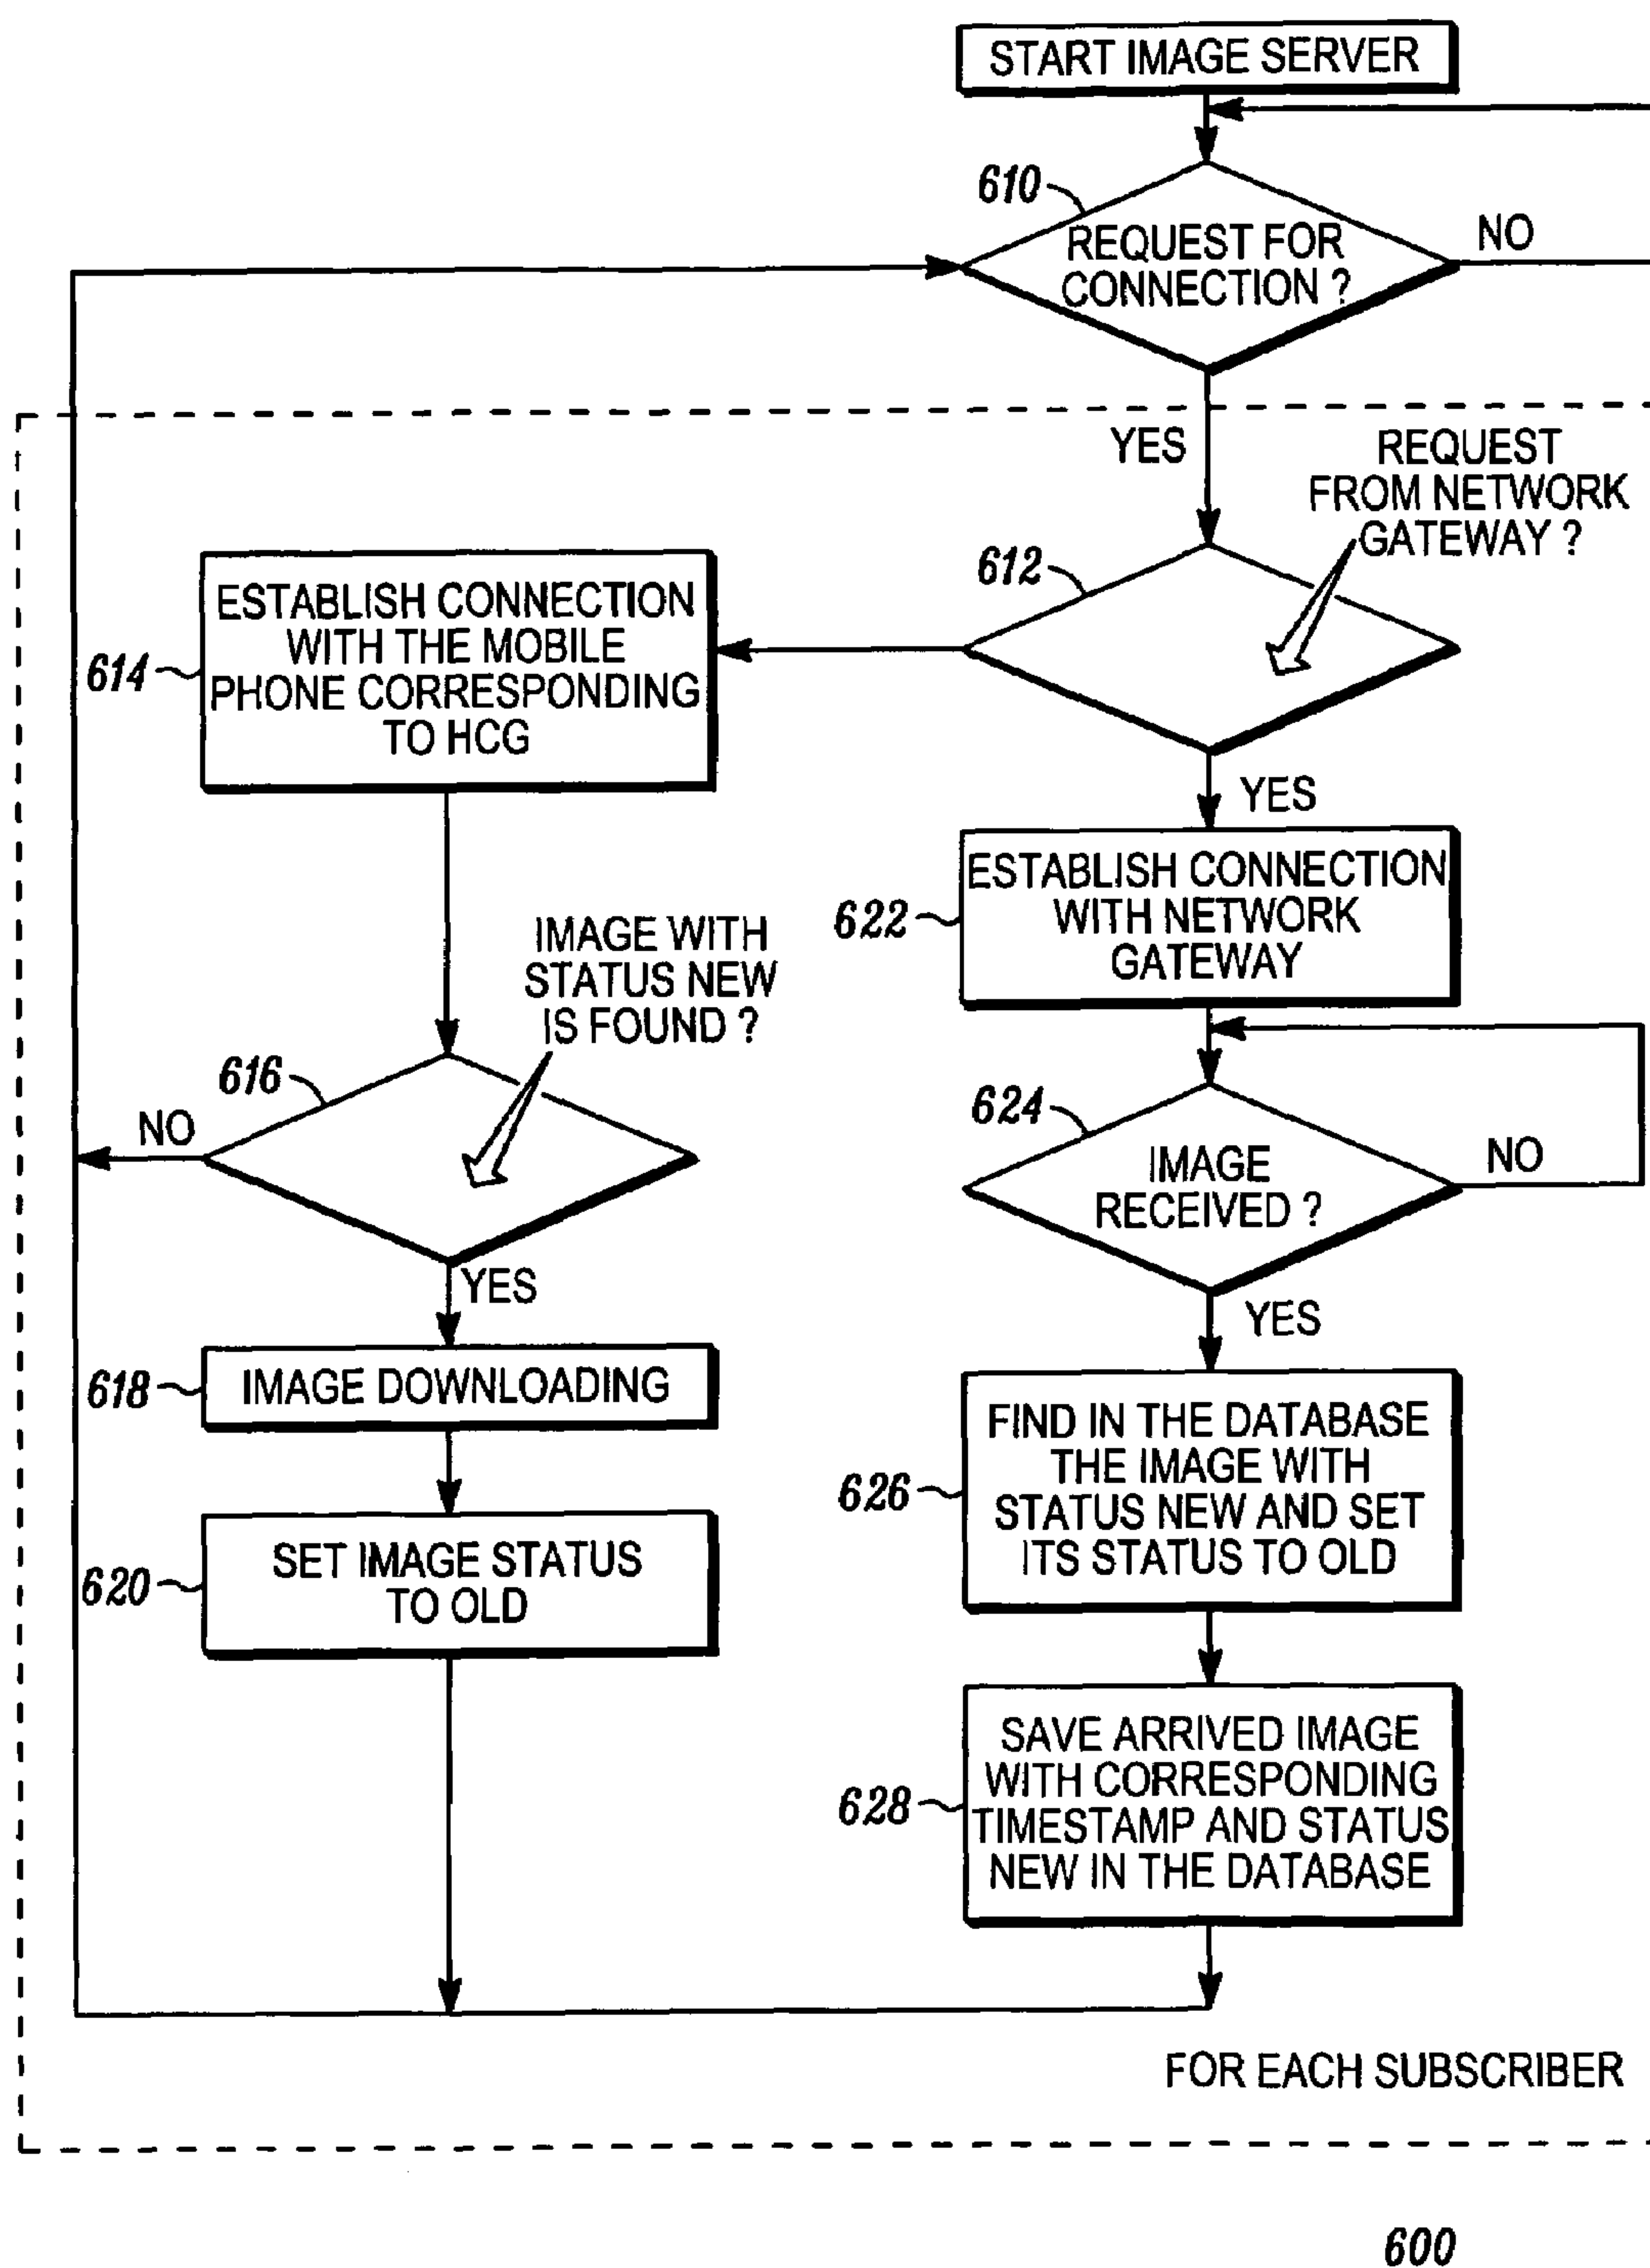 START IMAGE SERVER
610
REQUEST FOR
CONNECTION ?
NO
YES
REQUEST
FROM NETWORK
GATEWAY ?
612
ESTABLISH CONNECTION
WITH THE MOBILE
PHONE CORRESPONDING
TO HCG
614
YES
ESTABLISH CONNECTION
WITH NETWORK
GATEWAY
622
IMAGE WITH
STATUS NEW
IS FOUND ?
616
NO
624
IMAGE
RECEIVED ?
NO
YES
YES
618
IMAGE DOWNLOADING
FIND IN THE DATABASE
THE IMAGE WITH
STATUS NEW AND SET
ITS STATUS TO OLD
626
SET IMAGE STATUS
TO OLD
620
SAVE ARRIVED IMAGE
WITH CORRESPONDING
TIMESTAMP AND STATUS
NEW IN THE DATABASE
628
FOR EACH SUBSCRIBER
600